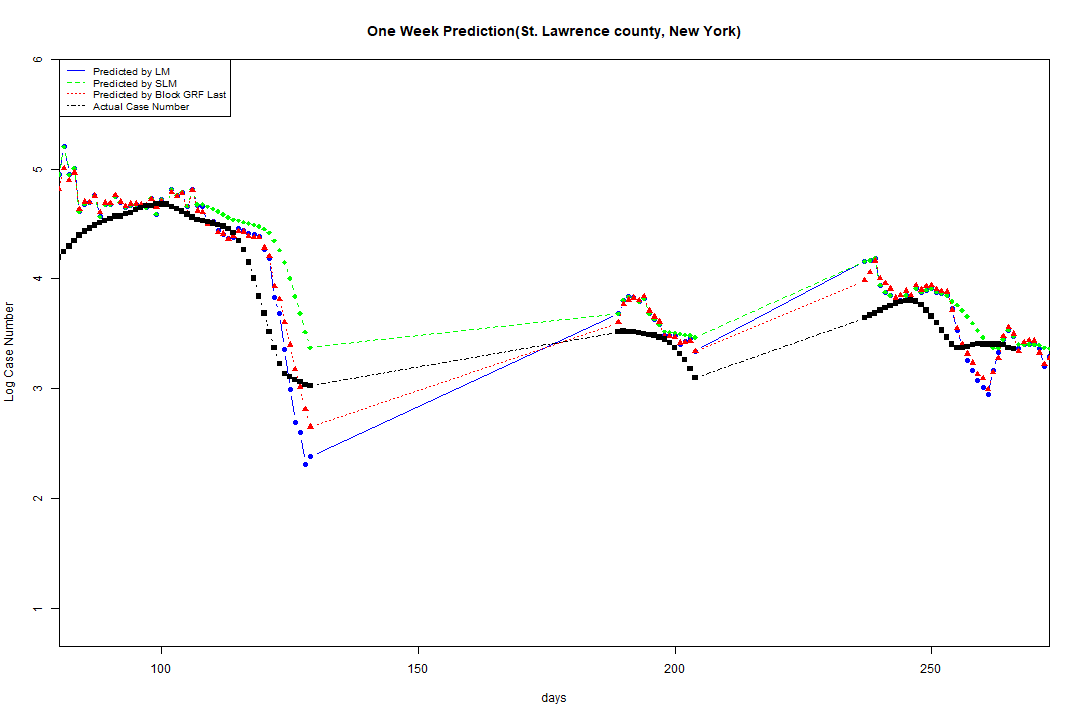 One Week Prediction(St. Lawrence county, New York)
Predicted by LM
Predicted by SLM
Predicted by Block GRF Last
Actual Case Number
6
5
4
3
2
1
Log Case Number
100 150 200 250
days